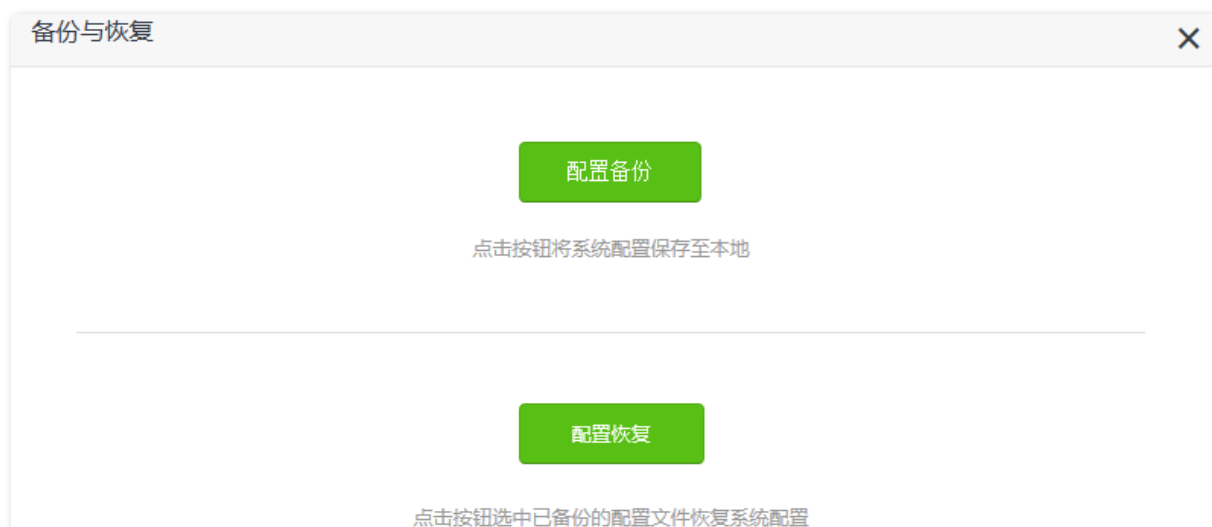 备份与恢复
配置备份
点击按钮将系统配置保存至本地
配置恢复
点击按钮选中已备份的配置文件恢复系统配置